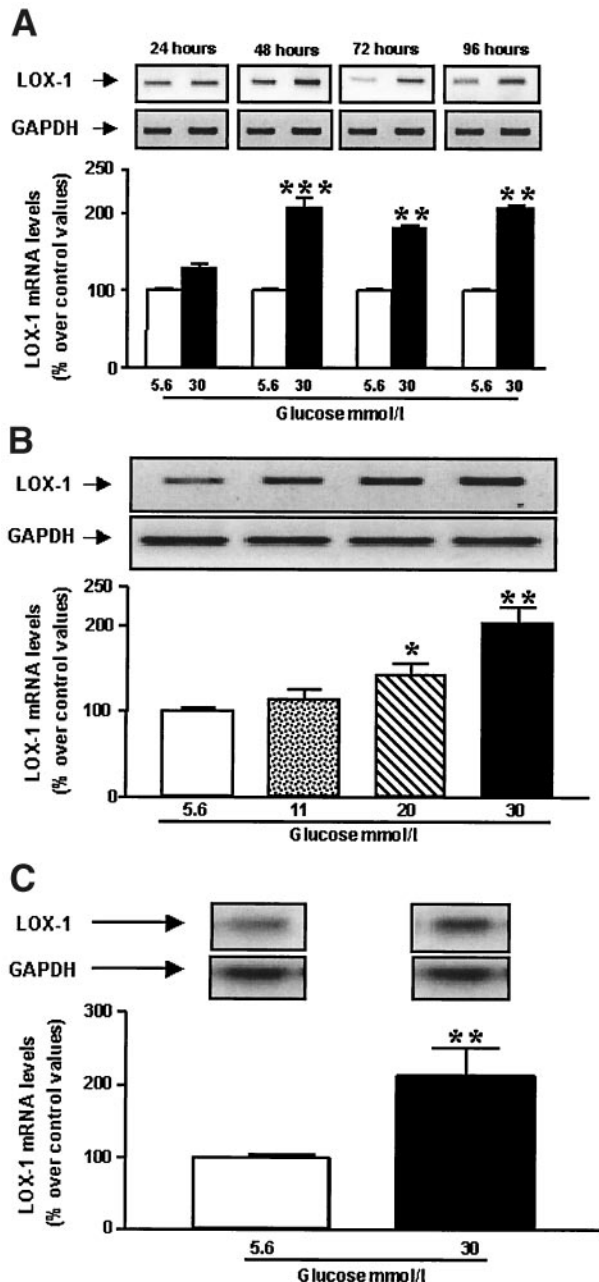 A
24 hours 48 hours 72 hours 96 hours
LOX-1
GAPDH
LOX-1 mRNA levels
(% over control values)
250
200
100
0
*** ** **
5.6 30 5.6 30 5.6 30 5.6 30
Glucose mmol/l
B
LOX-1
GAPDH
LOX-1 mRNA levels
(% over control values)
250
200
100
0
* **
5.6 11 20 30
Glucose mmol/l
C
LOX-1
GAPDH
LOX-1 mRNA levels
(% over control values)
300
200
100
0
**
5.6 30
Glucose mmol/l